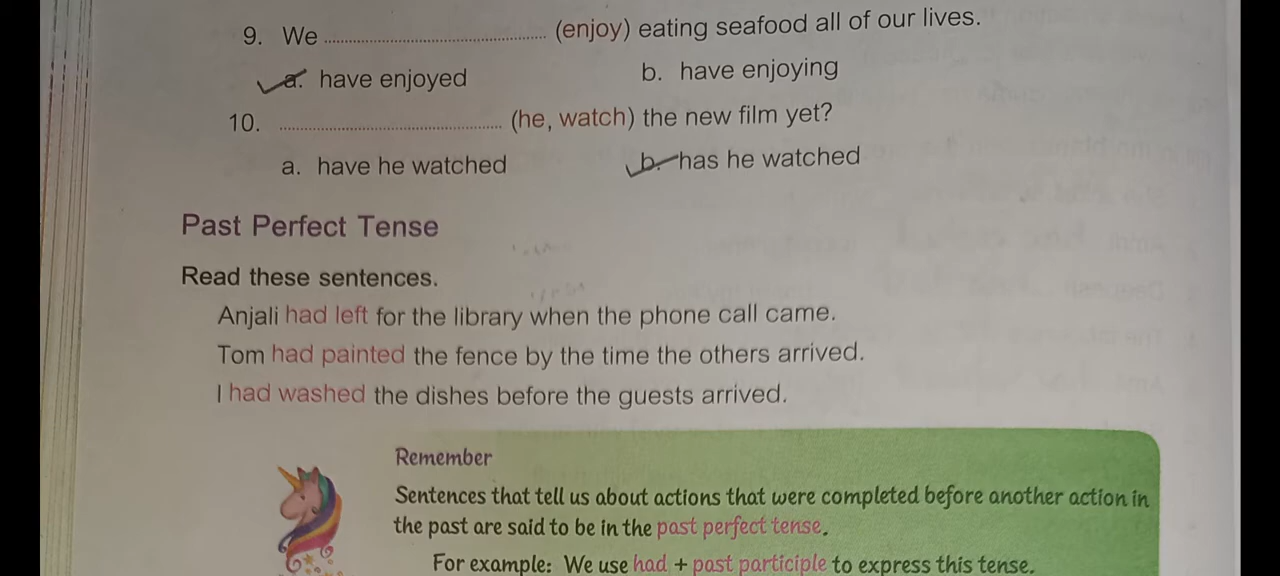 9. We .......................................... (enjoy) eating seafood all of our lives.
a. have enjoyed b. have enjoying
10. .......................................... (he, watch) the new film yet?
a. have he watched b. has he watched
Past Perfect Tense
Read these sentences.
Anjali had left for the library when the phone call came.
Tom had painted the fence by the time the others arrived.
I had washed the dishes before the guests arrived.
Remember
Sentences that tell us about actions that were completed before another action in
the past are said to be in the past perfect tense.
For example: We use had + past participle to express this tense.